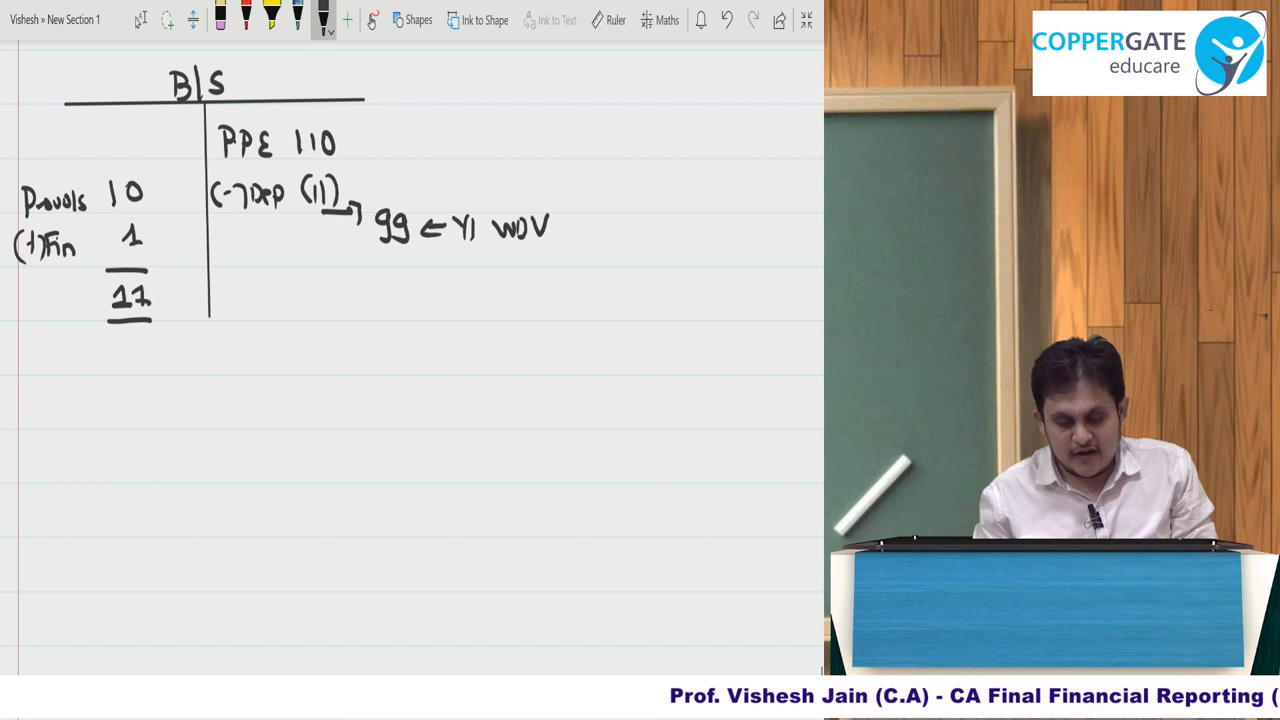 Vishesh » New Section 1
Shapes
Ink to Shape
Ink to Text
Ruler
Maths
COPPERGATE
educare
B/S
PPE 110
Provols 10
(-) Dep (11)
99 ← Y1 WDV
(+) Fin 1
11
Prof. Vishesh Jain (C.A) - CA Final Financial Reporting (